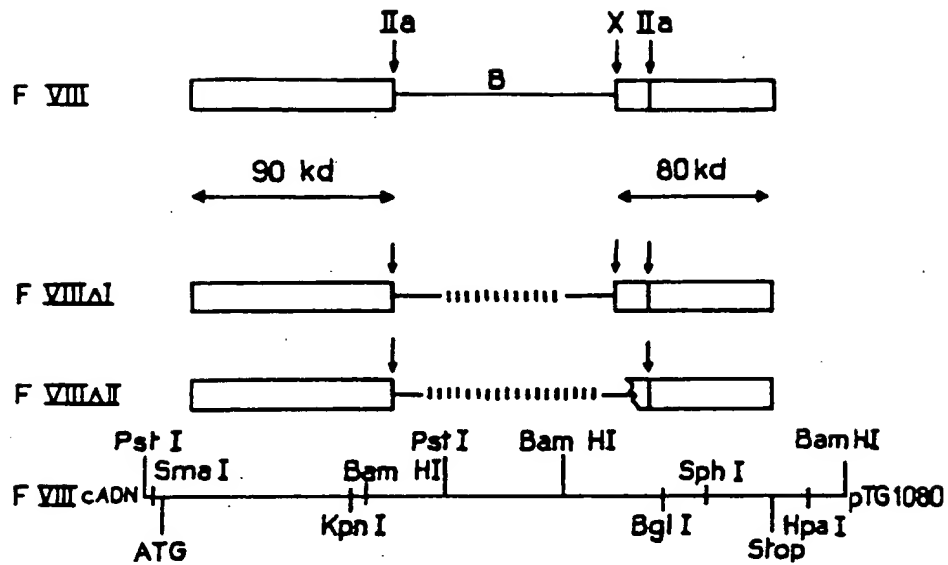 IIa X IIa
F VIII B
90 kd 80 kd
F VIIIΔI
F VIIIΔII
Pst I Pst I Bam HI Bam HI
Sma I Bam HI Sph I
F VIII cADN pTG1080
Kpn I Bgl I Hpa I
ATG Stop